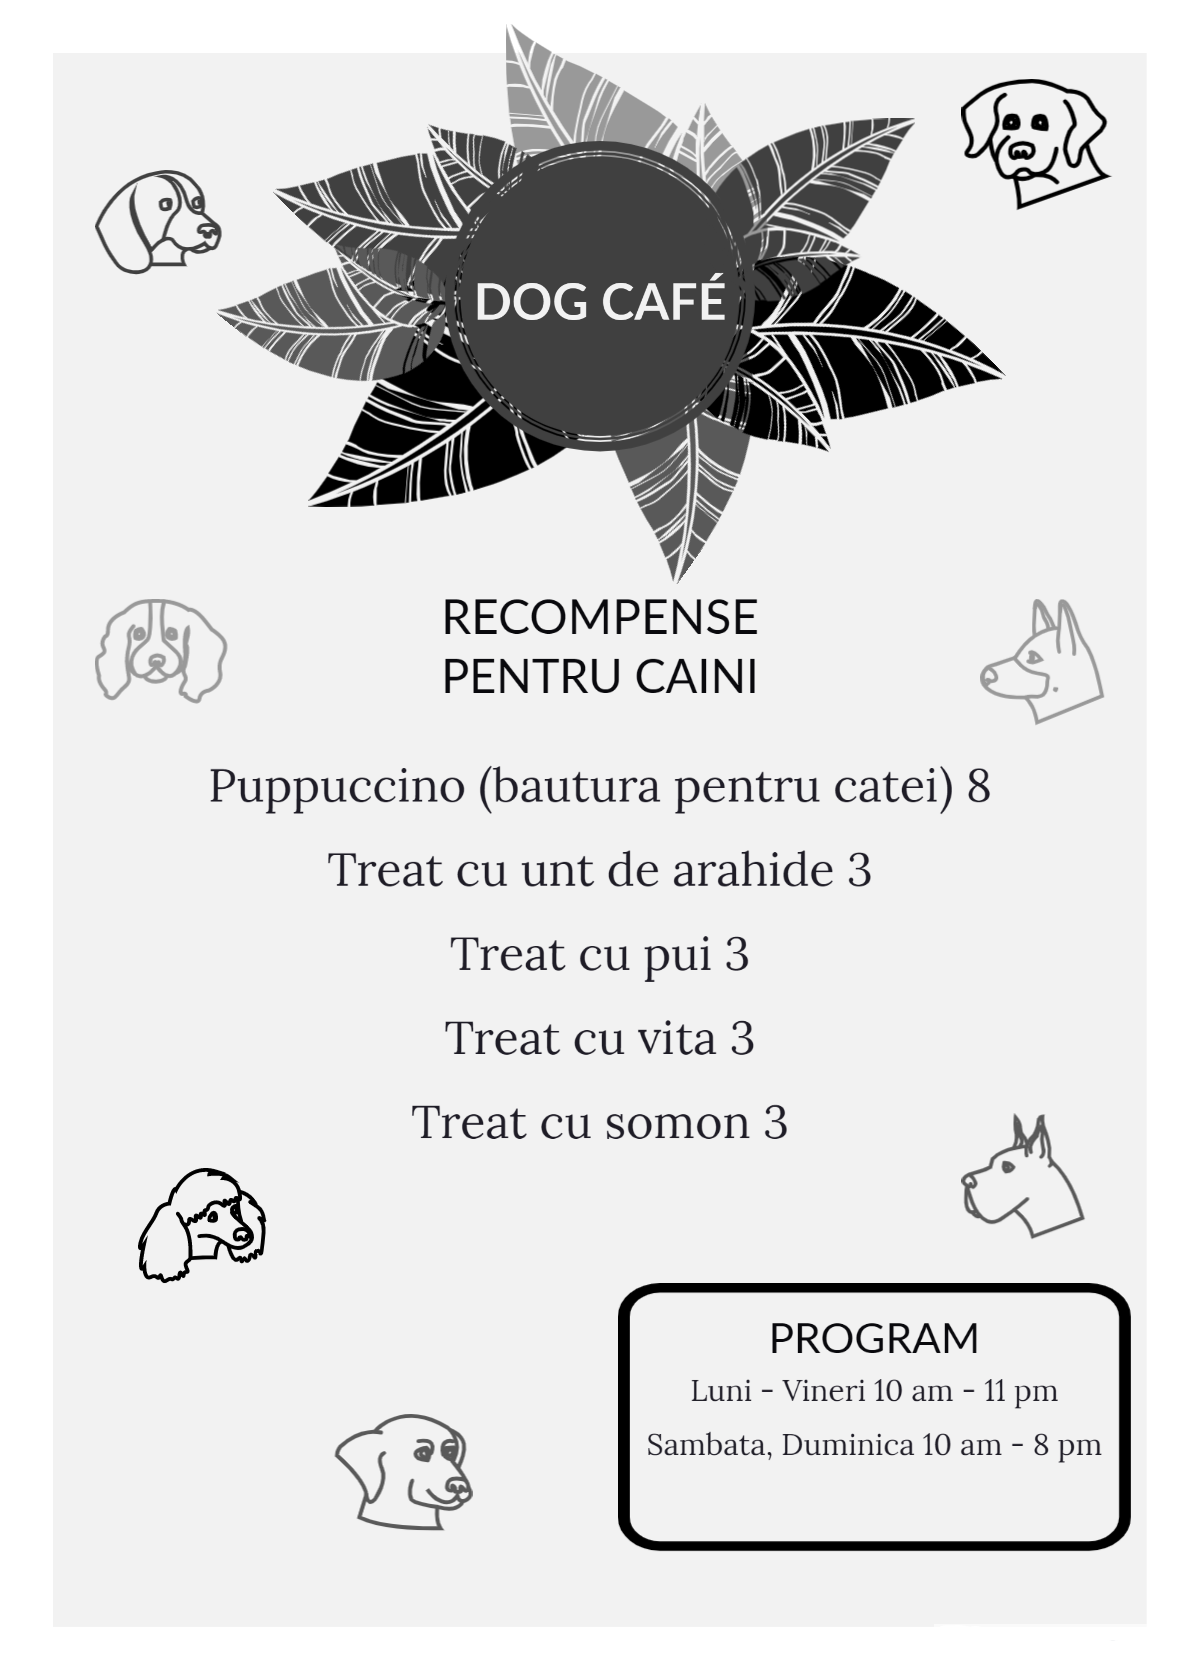 DOG CAFÉ
RECOMPENSE
PENTRU CAINI
Puppuccino (bautura pentru catei) 8
Treat cu unt de arahide 3
Treat cu pui 3
Treat cu vita 3
Treat cu somon 3
PROGRAM
Luni - Vineri 10 am - 11 pm
Sambata, Duminica 10 am - 8 pm